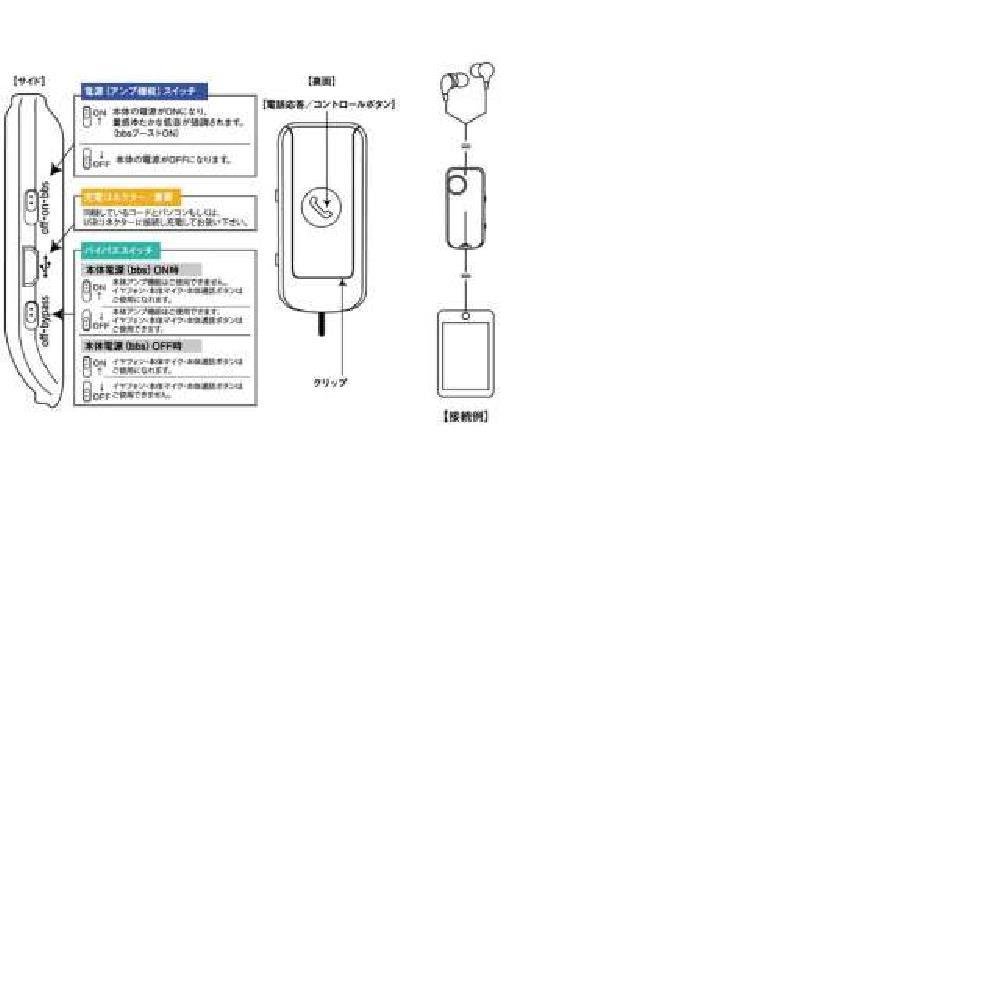 【サイド】
電源（アンプ機能）スイッチ
ON
↑
本体の電源がONになり、
量感ゆたかな低音が強調されます。
（bbsブーストON）
↓
OFF
本体の電源がOFFになります。
充電コネクター／裏面
同梱しているコードとパソコンもしくは、
USBコネクターに接続し充電してお使い下さい。
バイパススイッチ
本体電源（bbs）ON時
ON
↑
本体アンプ機能はご使用できません。
イヤフォン・本体マイク・本体通話ボタンは
ご使用になれます。
↓
OFF
本体アンプ機能はご使用できます。
イヤフォン・本体マイク・本体通話ボタンは
ご使用できます。
本体電源（bbs）OFF時
ON
↑
イヤフォン・本体マイク・本体通話ボタンは
ご使用になれます。
↓
OFF
イヤフォン・本体マイク・本体通話ボタンは
ご使用できません。
off・on・bbs
off・bypass
【裏面】
［電話応答／コントロールボタン］
クリップ
【接続例】